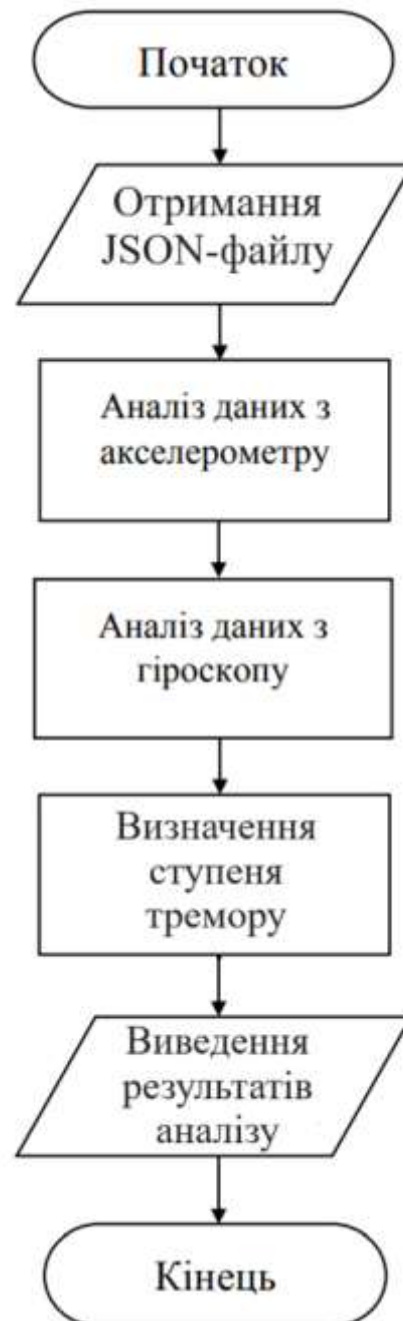 Початок
Отримання
JSON-файлу
Аналіз даних з
акселерометру
Аналіз даних з
гіроскопу
Визначення
ступеня
тремору
Виведення
результатів
аналізу
Кінець